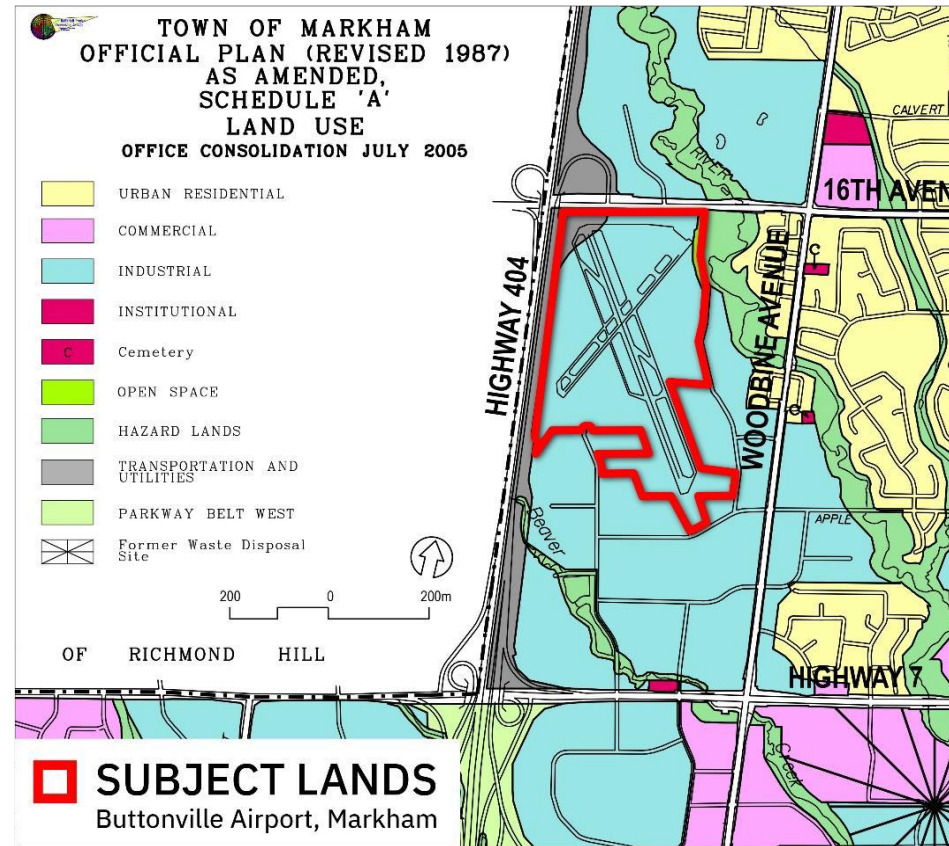 TOWN OF MARKHAM
OFFICIAL PLAN (REVISED 1987)
AS AMENDED,
SCHEDULE 'A'
LAND USE
OFFICE CONSOLIDATION JULY 2005
URBAN RESIDENTIAL
COMMERCIAL
INDUSTRIAL
INSTITUTIONAL
C Cemetery
OPEN SPACE
HAZARD LANDS
TRANSPORTATION AND
UTILITIES
PARKWAY BELT WEST
Former Waste Disposal
Site
200 0 200m
OF RICHMOND HILL
CALVERT
RIVER
16TH AVEN
C
HIGHWAY 404
WOODBINE AVENUE
C
Beaver
APPLE
HIGHWAY 7
Creek
SUBJECT LANDS
Buttonville Airport, Markham